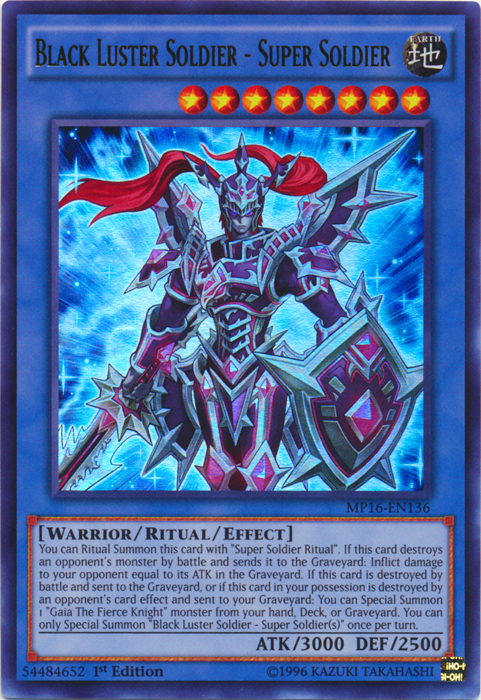 BLACK LUSTER SOLDIER - SUPER SOLDIER
EARTH
地
MP16-EN136
[WARRIOR/RITUAL/EFFECT]
You can Ritual Summon this card with "Super Soldier Ritual". If this card destroys
an opponent's monster by battle and sends it to the Graveyard: Inflict damage
to your opponent equal to its ATK in the Graveyard. If this card is destroyed by
battle and sent to the Graveyard, or if this card in your possession is destroyed by
an opponent's card effect and sent to your Graveyard: You can Special Summon
1 "Gaia The Fierce Knight" monster from your hand, Deck, or Graveyard. You can
only Special Summon "Black Luster Soldier - Super Soldier(s)" once per turn.
ATK/3000 DEF/2500
54484652 1st Edition ©1996 KAZUKI TAKAHASHI